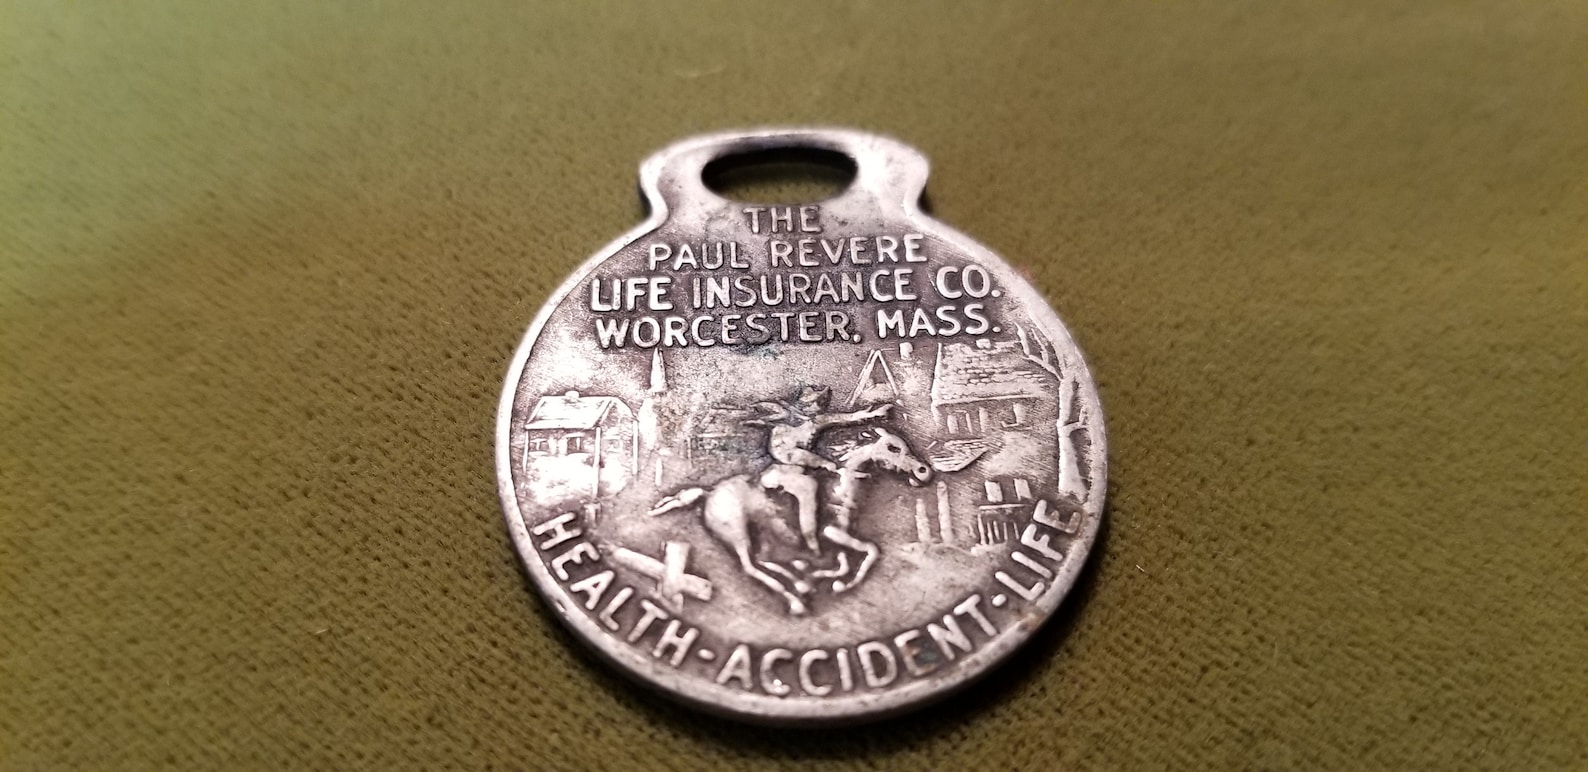 THE
PAUL REVERE
LIFE INSURANCE CO.
WORCESTER, MASS.
HEALTH-ACCIDENT-LIFE